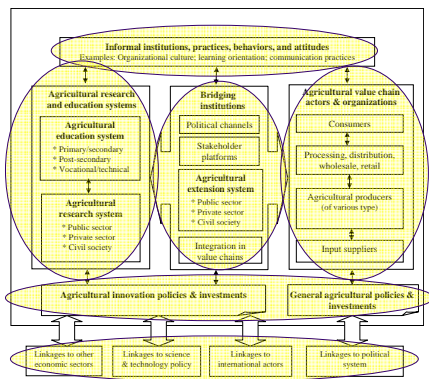 Informal institutions, practices, behaviors, and attitudes
Examples: Organizational culture; learning orientation; communication practices
Agricultural research
and education systems
Agricultural
education system
* Primary/secondary
* Post-secondary
* Vocational/technical
Agricultural
research system
* Public sector
* Private sector
* Civil society
Bridging
institutions
Political channels
Stakeholder
platforms
Agricultural
extension system
* Public sector
* Private sector
* Civil society
Integration in
value chains
Agricultural value chain
actors & organizations
Consumers
Processing, distribution,
wholesale, retail
Agricultural producers
(of various type)
Input suppliers
Agricultural innovation policies & investments
General agricultural policies &
investments
Linkages to other
economic sectors
Linkages to science
& technology policy
Linkages to
international actors
Linkages to political
system